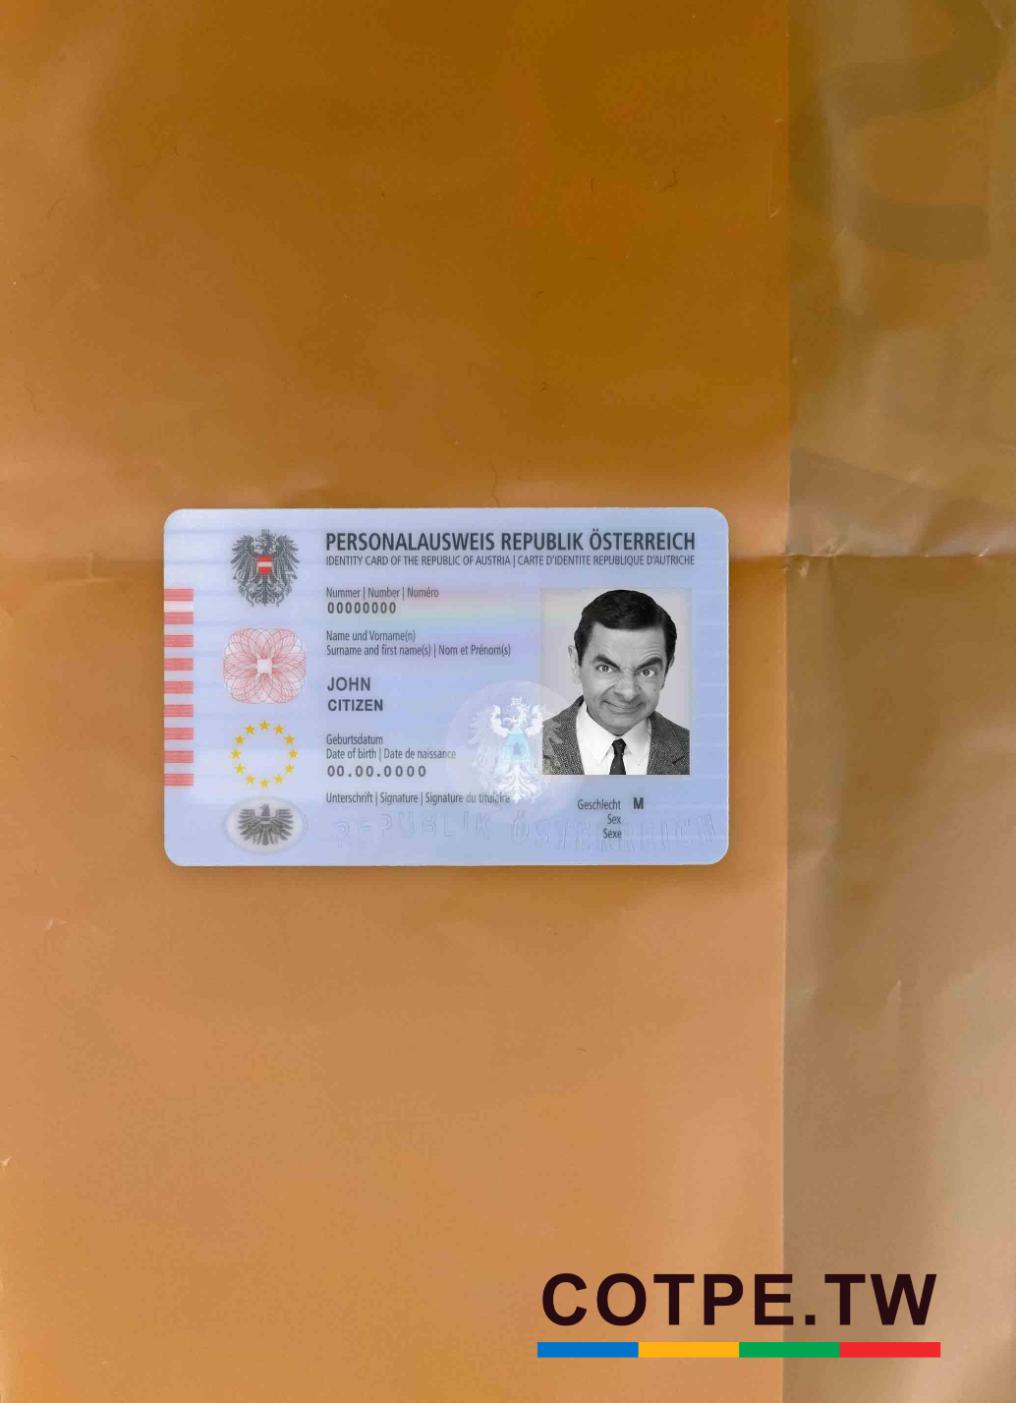 PERSONALAUSWEIS REPUBLIK ÖSTERREICH
IDENTITY CARD OF THE REPUBLIC OF AUSTRIA | CARTE D'IDENTITE REPUBLIQUE D'AUTRICHE
Nummer | Number | Numéro
00000000
Name und Vorname(n)
Surname and first name(s) | Nom et Prénom(s)
JOHN
CITIZEN
Geburtsdatum
Date of birth | Date de naissance
00.00.0000
Unterschrift | Signature | Signature du titulaire
Geschlecht M
Sex
Sexe
REPUBLIK ÖSTERREICH
COTPE.TW